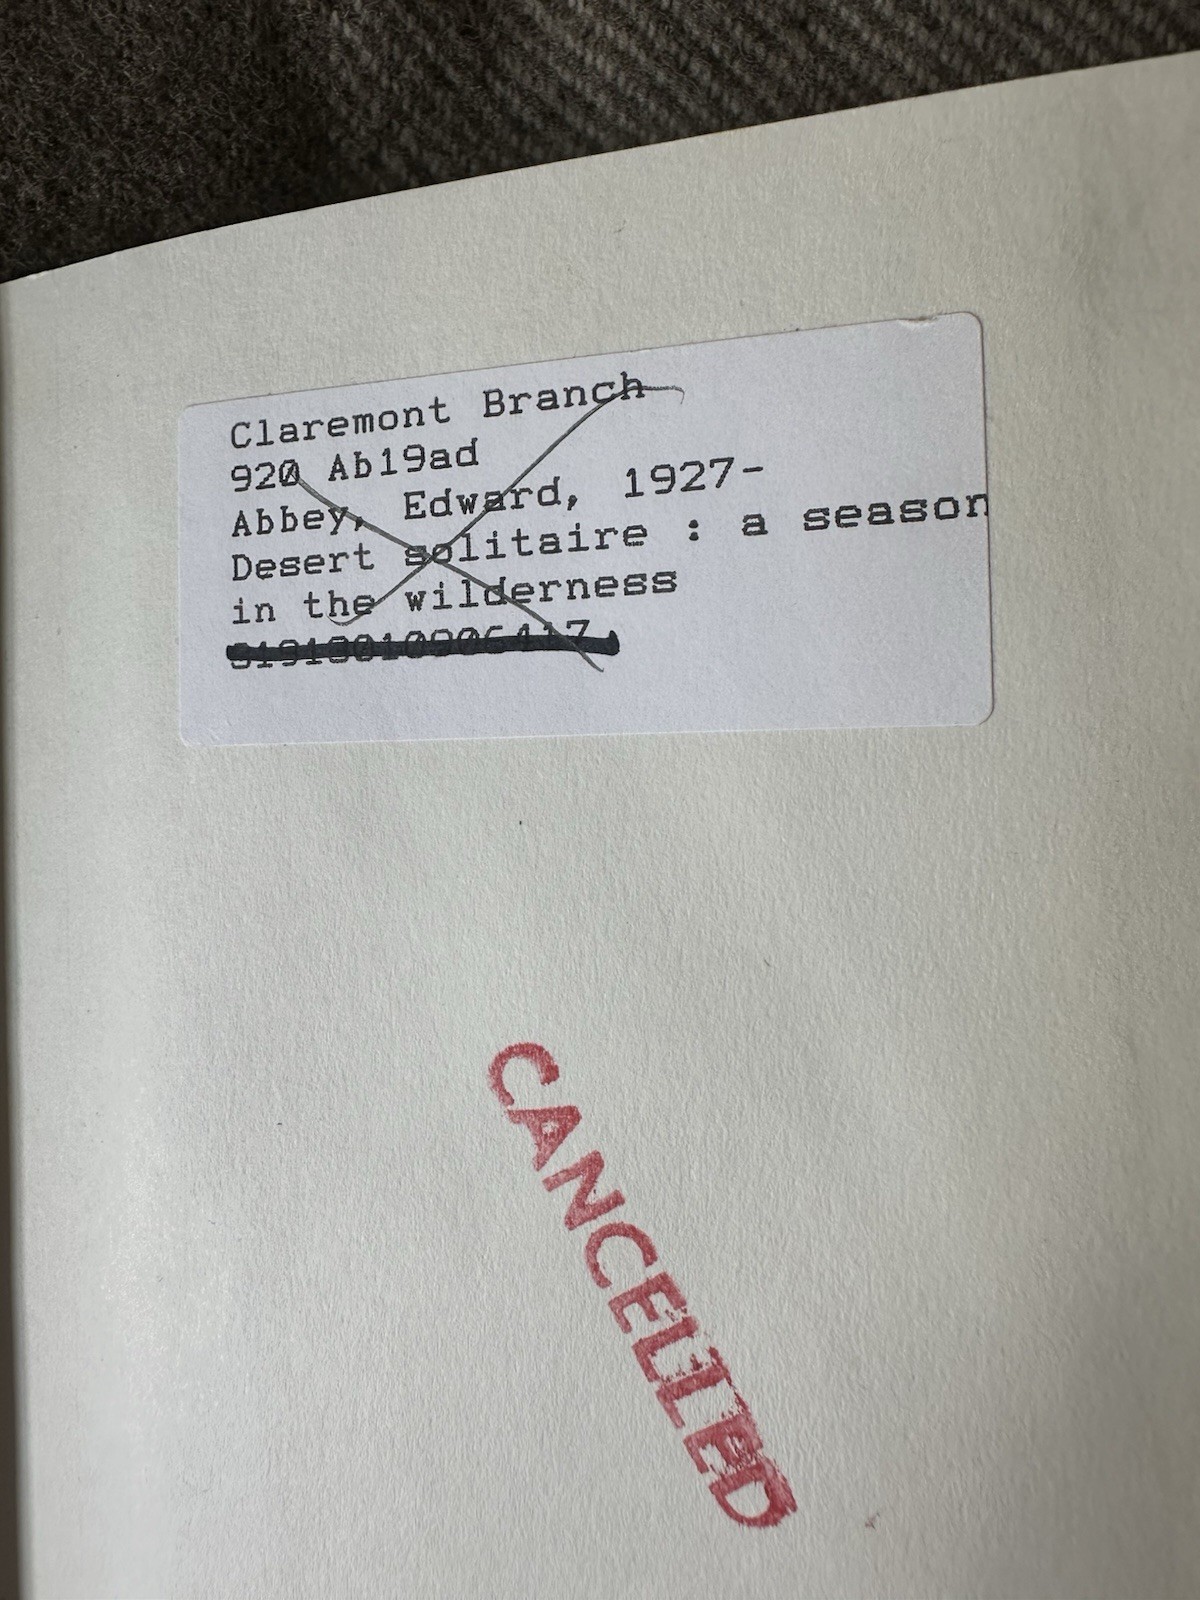 Claremont Branch
920 Ab19ad
Abbey, Edward, 1927-
Desert solitaire : a season
in the wilderness
CANCELLED